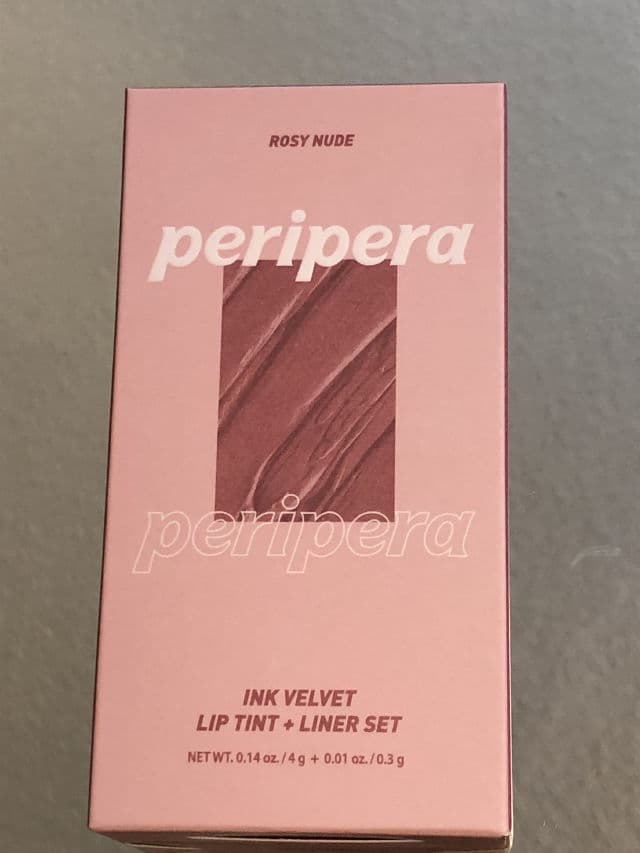 ROSY NUDE
peripera
peripera
INK VELVET
LIP TINT + LINER SET
NET WT. 0.14 oz. / 4 g + 0.01 oz. / 0.3 g